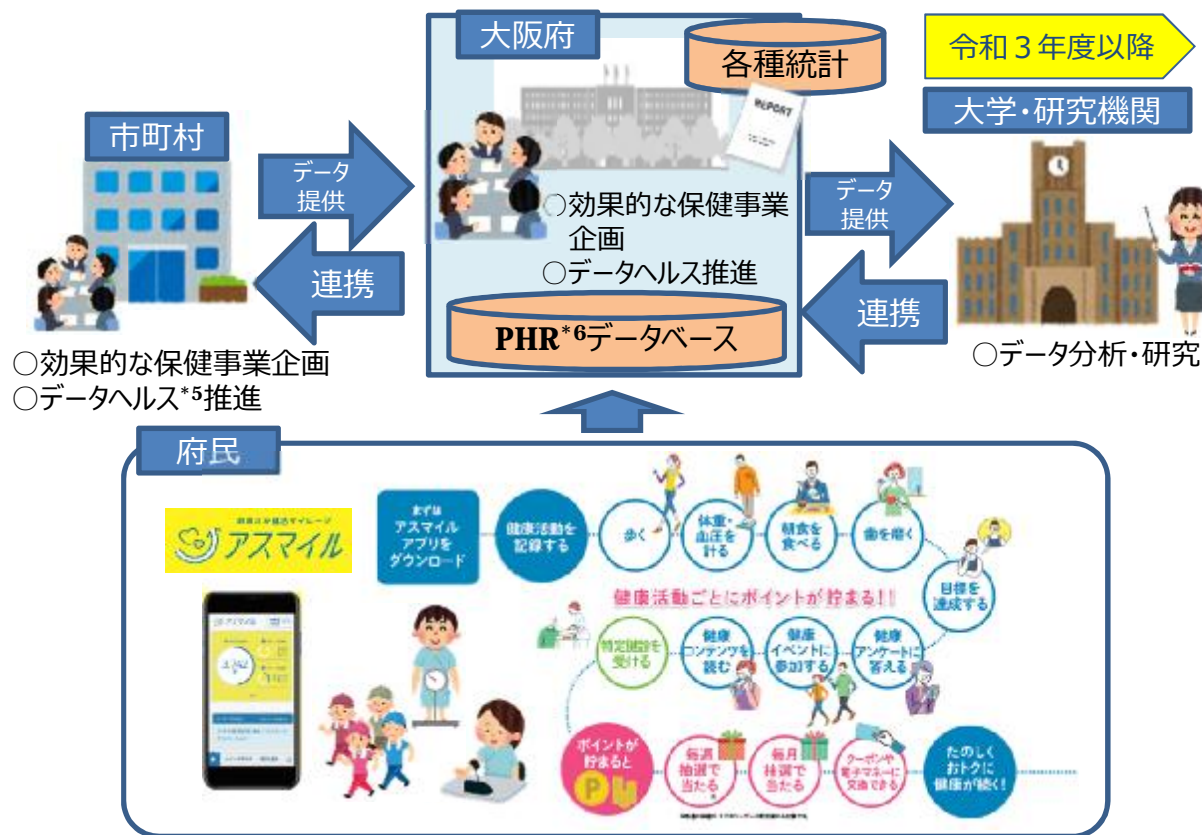 大阪府
各種統計
REPORT
令和３年度以降
大学・研究機関
市町村
データ
提供
連携
○効果的な保健事業
企画
○データヘルス推進
PHR*6データベース
データ
提供
連携
○効果的な保健事業企画
○データヘルス*5推進
○データ分析・研究
府民
アスマイル
まずは
アスマイル
アプリを
ダウンロード
健康活動を
記録する
歩く
体重・
血圧を
計る
朝食を
食べる
歯を磨く
目標を
達成する
健康活動ごとにポイントが貯まる!!
特定健診を
受ける
健康
コンテンツを
読む
健康
イベントに
参加する
健康
アンケートに
答える
アスマイル
ポイントが
貯まると
P
毎週
抽選で
当たる
毎月
抽選で
当たる
クーポンや
電子マネーに
交換できる
たのしく
おトクに
健康が続く!